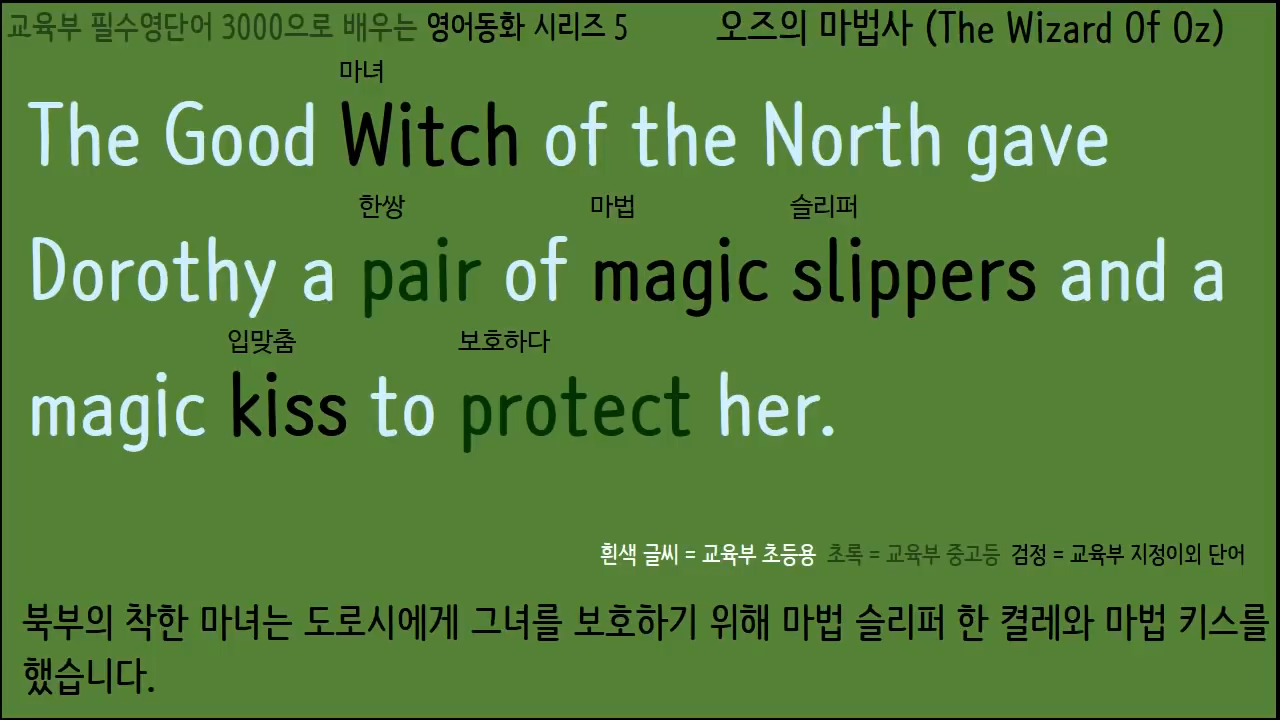 교육부 필수영단어 3000으로 배우는 영어동화 시리즈 5 오즈의 마법사 (The Wizard Of Oz)
마녀
The Good Witch of the North gave
한쌍 마법 슬리퍼
Dorothy a pair of magic slippers and a
입맞춤 보호하다
magic kiss to protect her.
흰색 글씨 = 교육부 초등용 초록 = 교육부 중고등 검정 = 교육부 지정이외 단어
북부의 착한 마녀는 도로시에게 그녀를 보호하기 위해 마법 슬리퍼 한 켤레와 마법 키스를
했습니다.